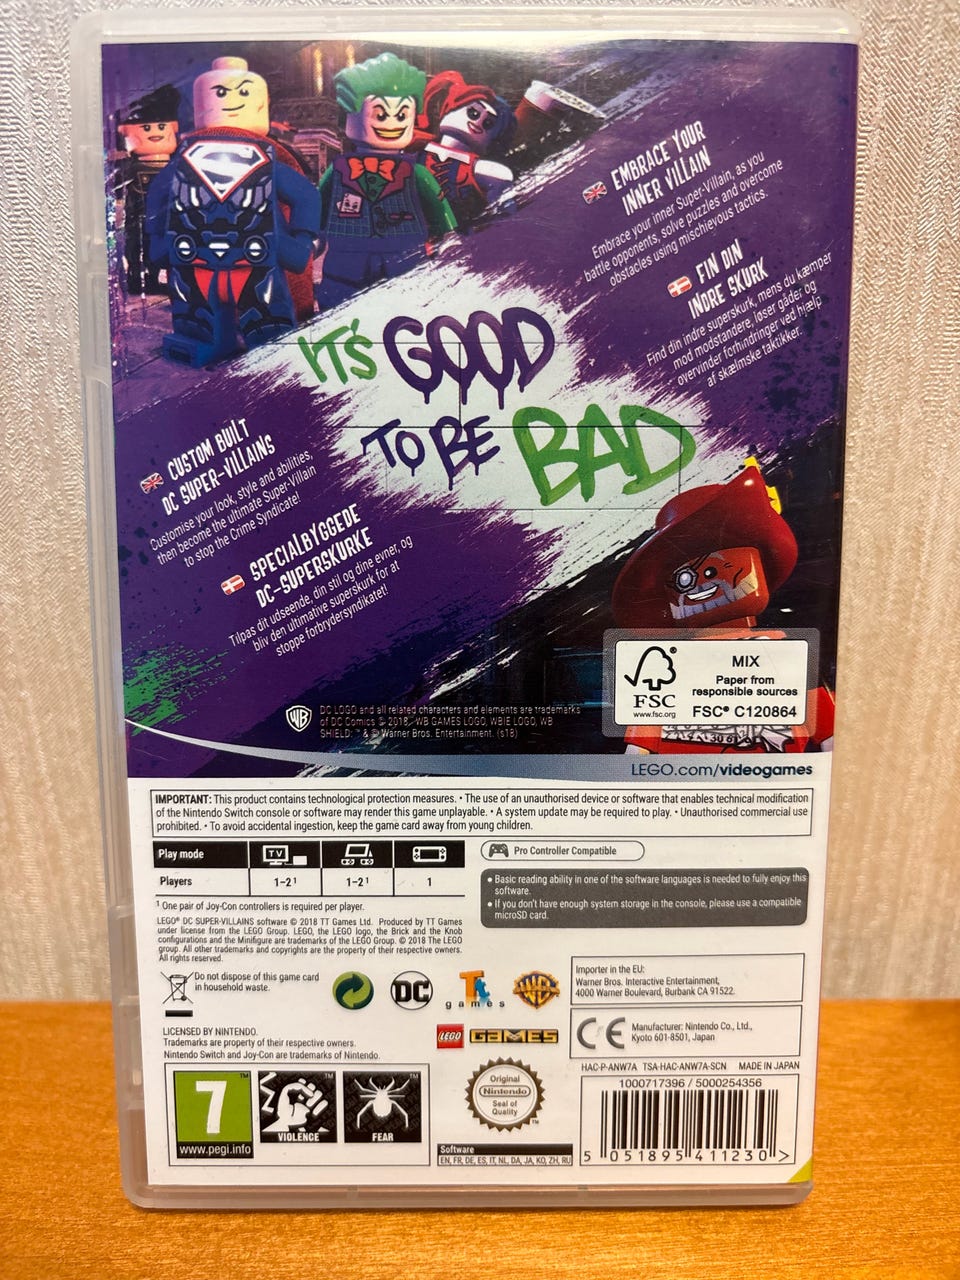 EMBRACE YOUR
INNER VILLAIN
Embrace your inner Super-Villain, as you
battle opponents, solve puzzles and overcome
obstacles using mischievous tactics.
FIN DIN
INDRE SKURK
Find din indre superskurk, mens du kæmper
mod modstandere, løser gåder og
overvinder forhindringer ved hjælp
af skælmske taktikker.
IT'S GOOD
TO BE BAD
CUSTOM BUILT
DC SUPER-VILLAINS
Customise your look, style and abilities,
then become the ultimate Super-Villain
to stop the Crime Syndicate!
SPECIALBYGGEDE
DC-SUPERSKURKE
Tilpas dit udseende, din stil og dine evner, og
bliv den ultimative superskurk for at
stoppe forbrydersyndikatet!
FSC
www.fsc.org
MIX
Paper from
responsible sources
FSC® C120864
WB
DC LOGO and all related characters and elements are trademarks
of DC Comics © 2018. WB GAMES LOGO, WBIE LOGO, WB
SHIELD: ™ & © Warner Bros. Entertainment. (s18)
LEGO.com/videogames
IMPORTANT: This product contains technological protection measures. • The use of an unauthorised device or software that enables technical modification
of the Nintendo Switch console or software may render this game unplayable. • A system update may be required to play. • Unauthorised commercial use
prohibited. • To avoid accidental ingestion, keep the game card away from young children.
Play mode TV
Players 1-2¹ 1-2¹ 1
Pro Controller Compatible
• Basic reading ability in one of the software languages is needed to fully enjoy this
software.
• If you don't have enough system storage in the console, please use a compatible
microSD card.
¹ One pair of Joy-Con controllers is required per player.
LEGO® DC SUPER-VILLAINS software © 2018 TT Games Ltd. Produced by TT Games
under license from the LEGO Group. LEGO, the LEGO logo, the Brick and the Knob
configurations and the Minifigure are trademarks of the LEGO Group. © 2018 The LEGO
group. All other trademarks and copyrights are the property of their respective owners.
All rights reserved.
Do not dispose of this game card
in household waste.
DC
Tt
games
WB
Importer in the EU:
Warner Bros. Interactive Entertainment,
4000 Warner Boulevard, Burbank CA 91522.
LICENSED BY NINTENDO.
Trademarks are property of their respective owners.
Nintendo Switch and Joy-Con are trademarks of Nintendo.
LEGO GAMES
CE
Manufacturer: Nintendo Co., Ltd.,
Kyoto 601-8501, Japan
HAC-P-ANW7A TSA-HAC-ANW7A-SCN MADE IN JAPAN
1000717396 / 5000254356
5 051895 411230 >
7
™
www.pegi.info
VIOLENCE
™
FEAR
™
Original
Nintendo
Seal of
Quality
™
Software
EN, FR, DE, ES, IT, NL, DA, JA, KO, ZH, RU